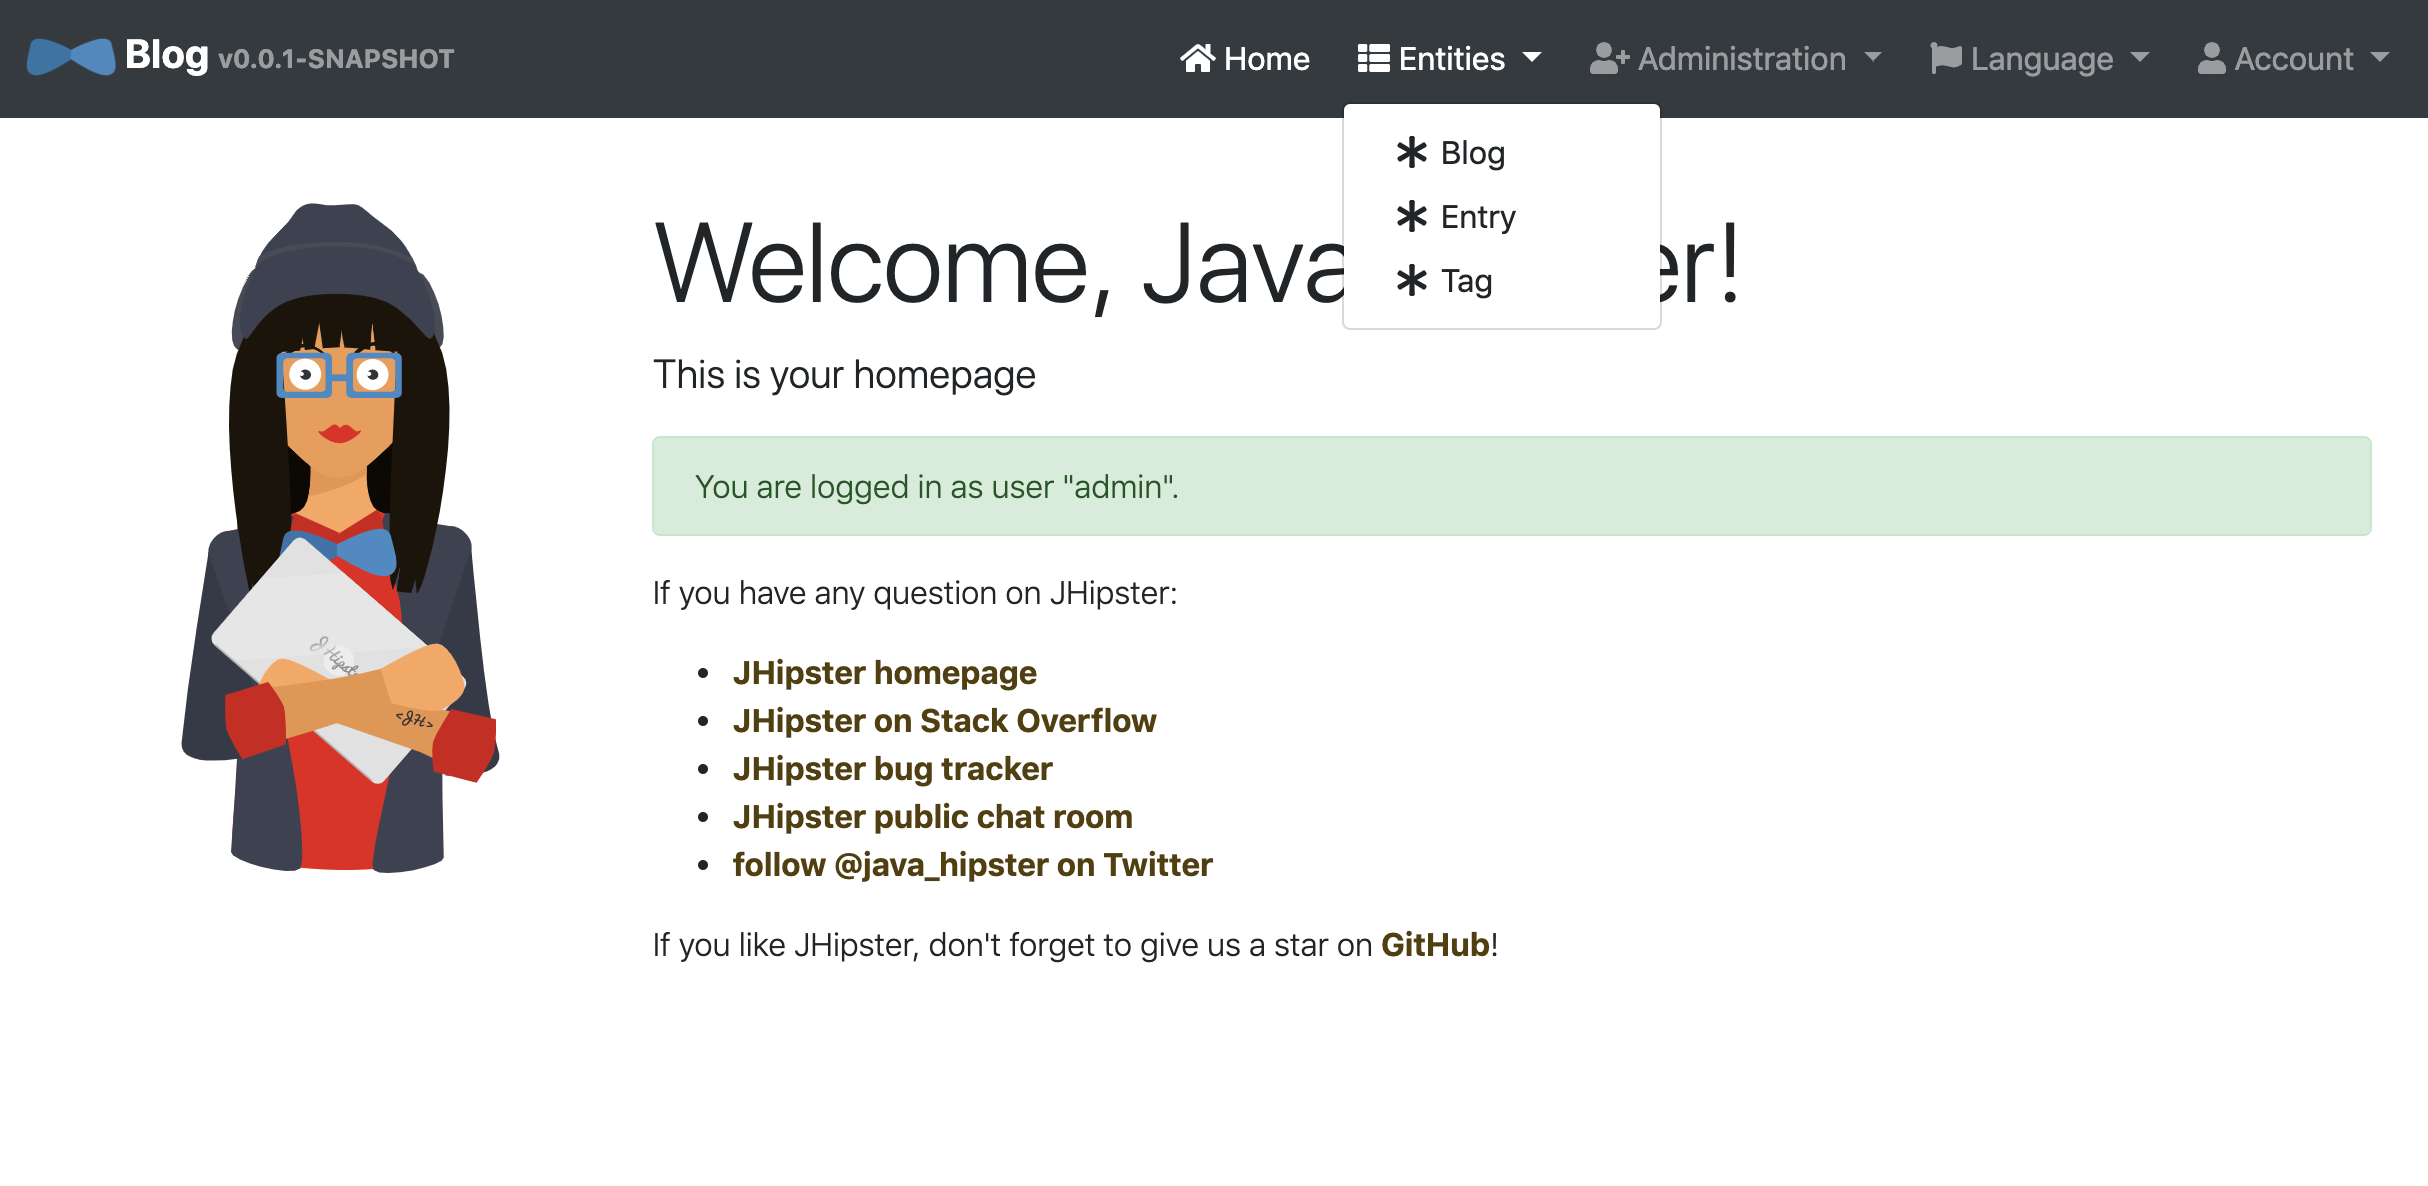 Blog v0.0.1-SNAPSHOT
Home Entities Administration Language Account
Blog
Entry
Tag
Welcome, Java er!
This is your homepage
You are logged in as user "admin".
If you have any question on JHipster:
JHipster homepage
JHipster on Stack Overflow
JHipster bug tracker
JHipster public chat room
follow @java_hipster on Twitter
If you like JHipster, don't forget to give us a star on GitHub!
<JH>